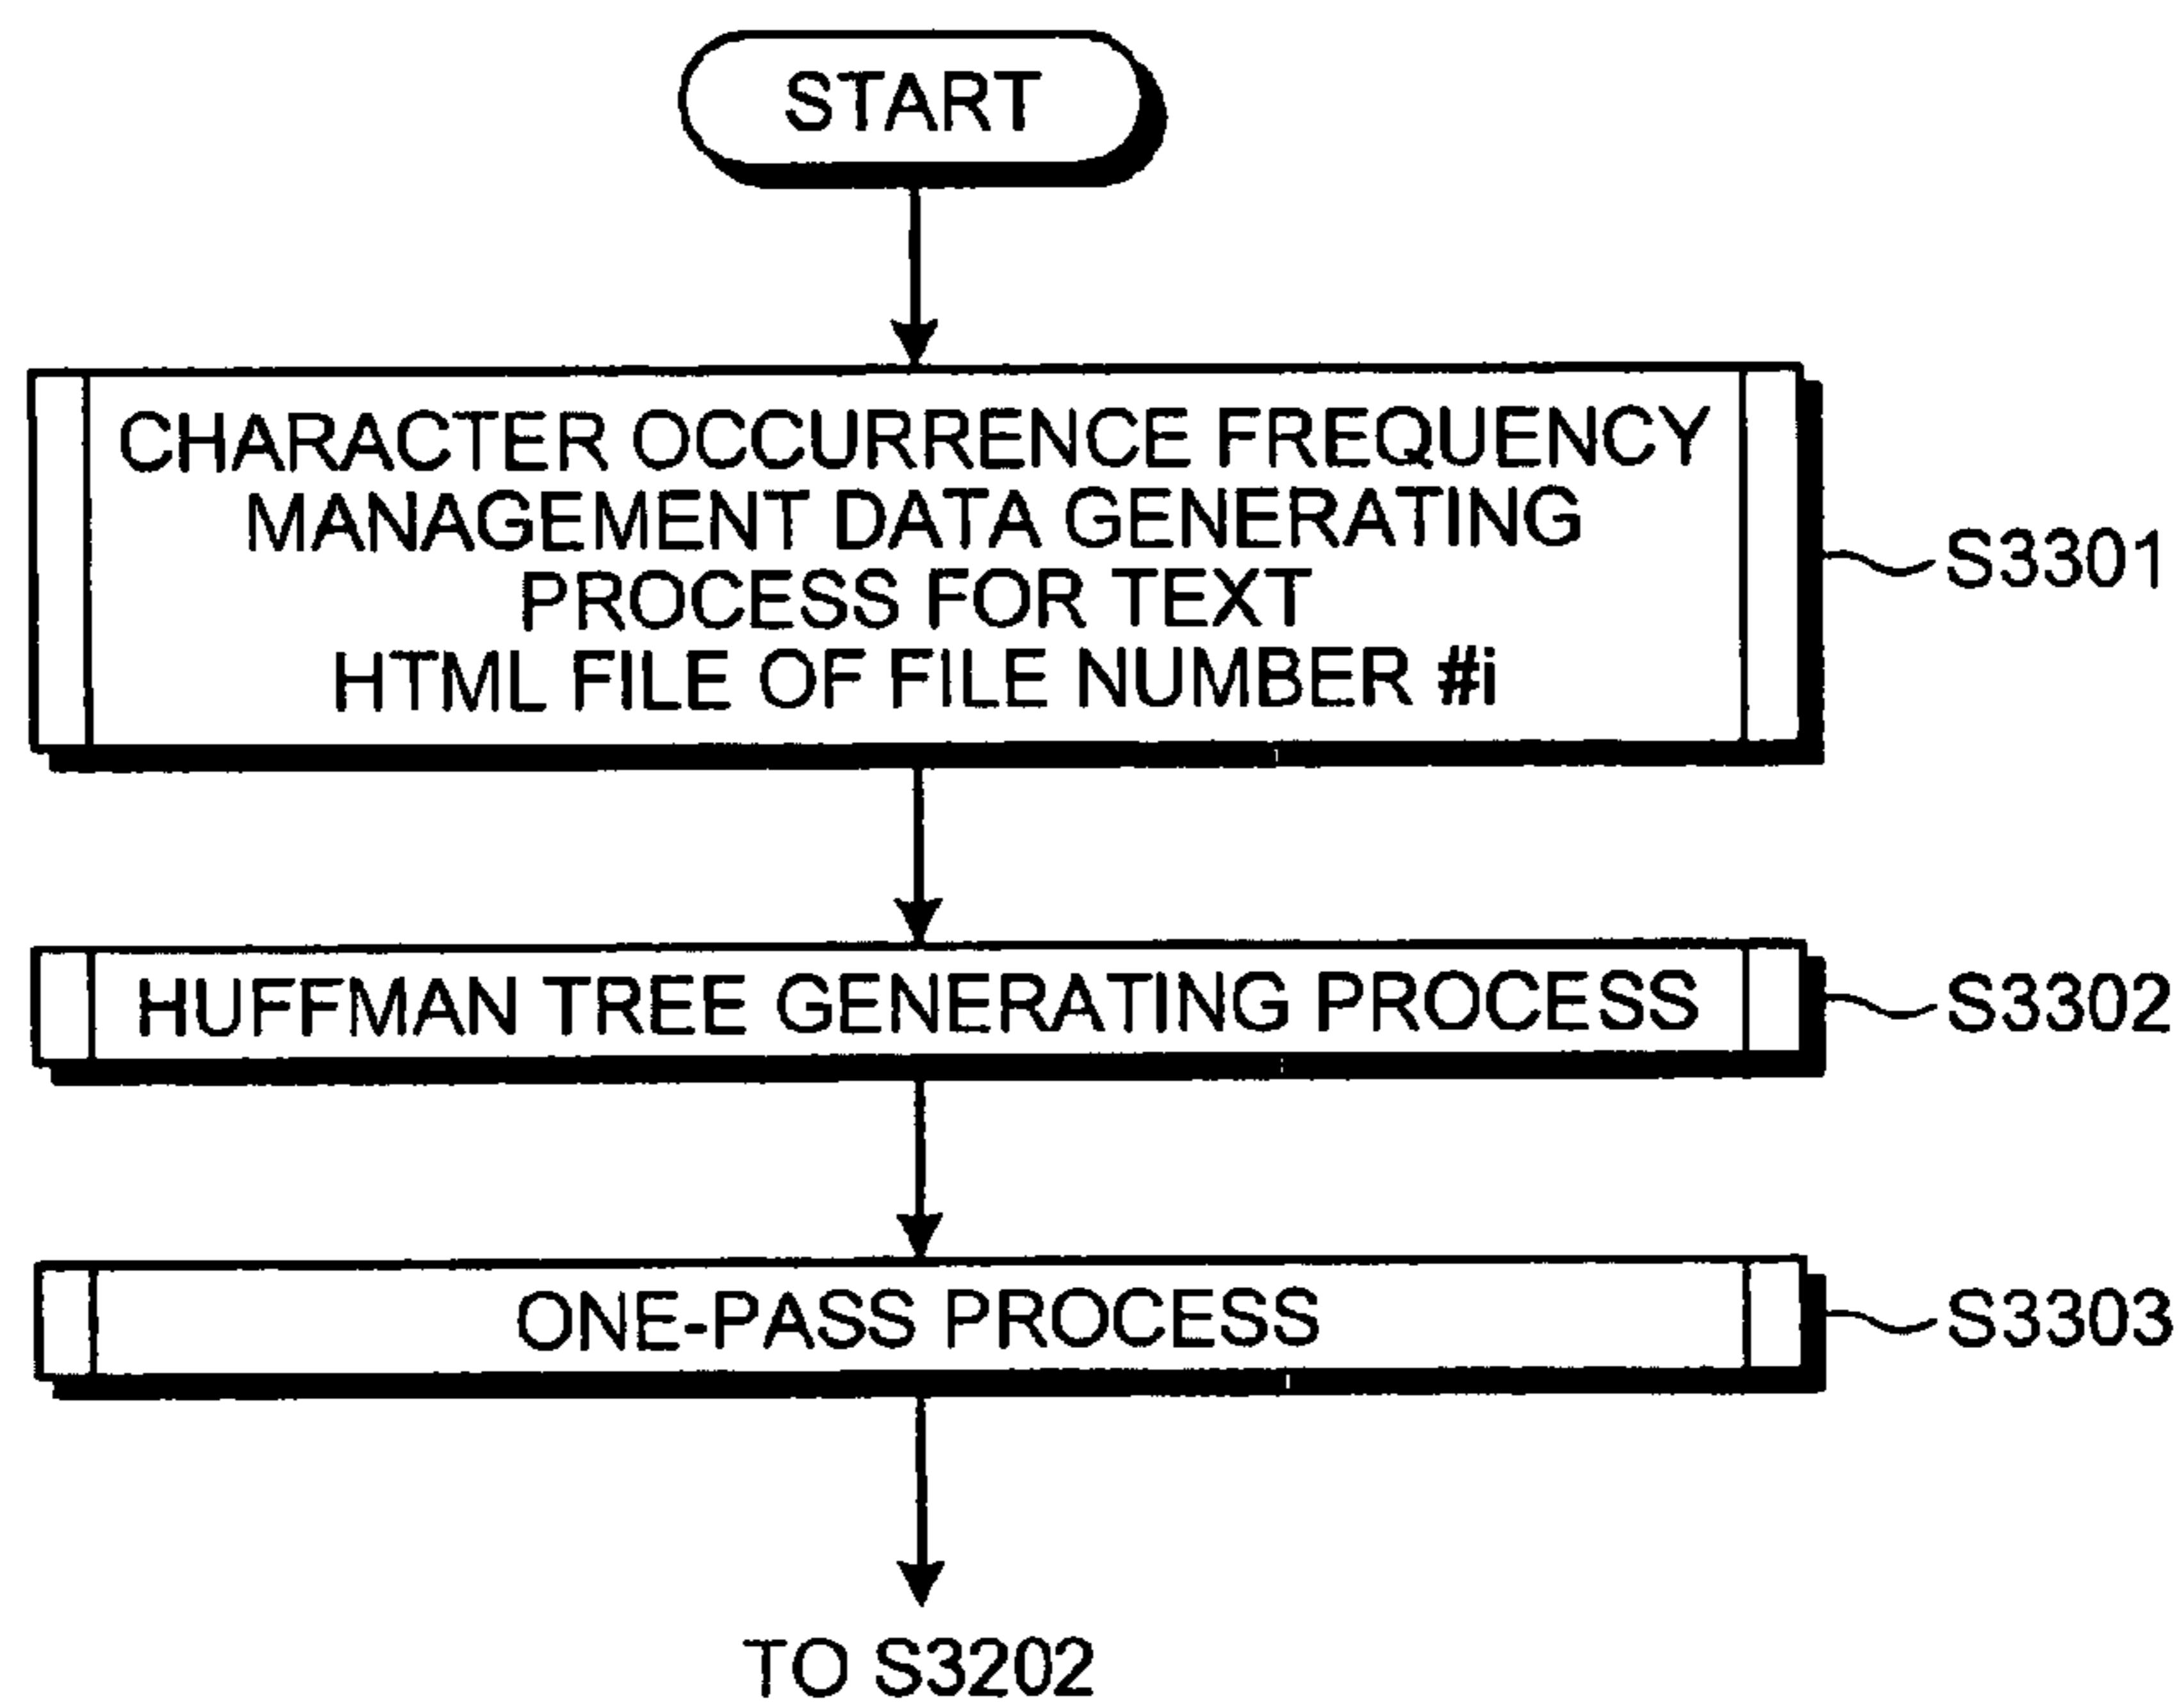 START
CHARACTER OCCURRENCE FREQUENCY
MANAGEMENT DATA GENERATING
PROCESS FOR TEXT
HTML FILE OF FILE NUMBER #i
S3301
HUFFMAN TREE GENERATING PROCESS
S3302
ONE-PASS PROCESS
S3303
TO S3202